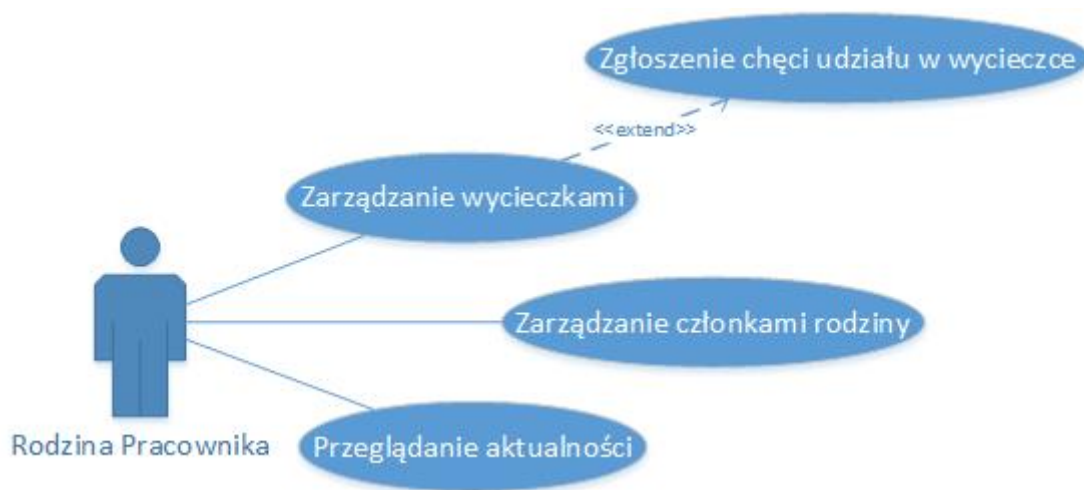 Zgłoszenie chęci udziału w wycieczce
<<extend>>
Zarządzanie wycieczkami
Zarządzanie członkami rodziny
Rodzina Pracownika
Przeglądanie aktualności